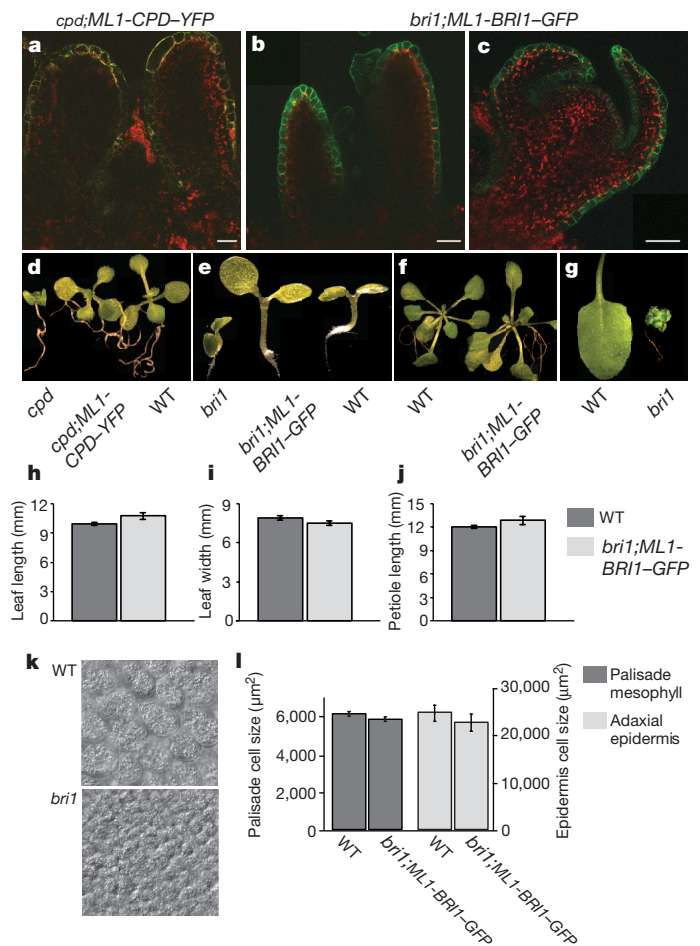 cpd;ML1-CPD–YFP
bri1;ML1-BRI1–GFP
a
b
c
d
e
f
g
cpd
cpd;ML1-
CPD–YFP
WT
bri1
bri1;ML1-
BRI1–GFP
WT
WT
bri1;ML1-
BRI1–GFP
WT
bri1
h
Leaf length (mm)
12
9
6
3
0
i
Leaf width (mm)
9
6
3
0
j
Petiole length (mm)
15
12
9
6
3
0
WT
bri1;ML1-
BRI1–GFP
k
WT
bri1
l
Palisade cell size (µm²)
6,000
4,000
2,000
0
30,000
20,000
10,000
0
Epidermis cell size (µm²)
WT
bri1;ML1-BRI1–GFP
WT
bri1;ML1-BRI1–GFP
Palisade
mesophyll
Adaxial
epidermis